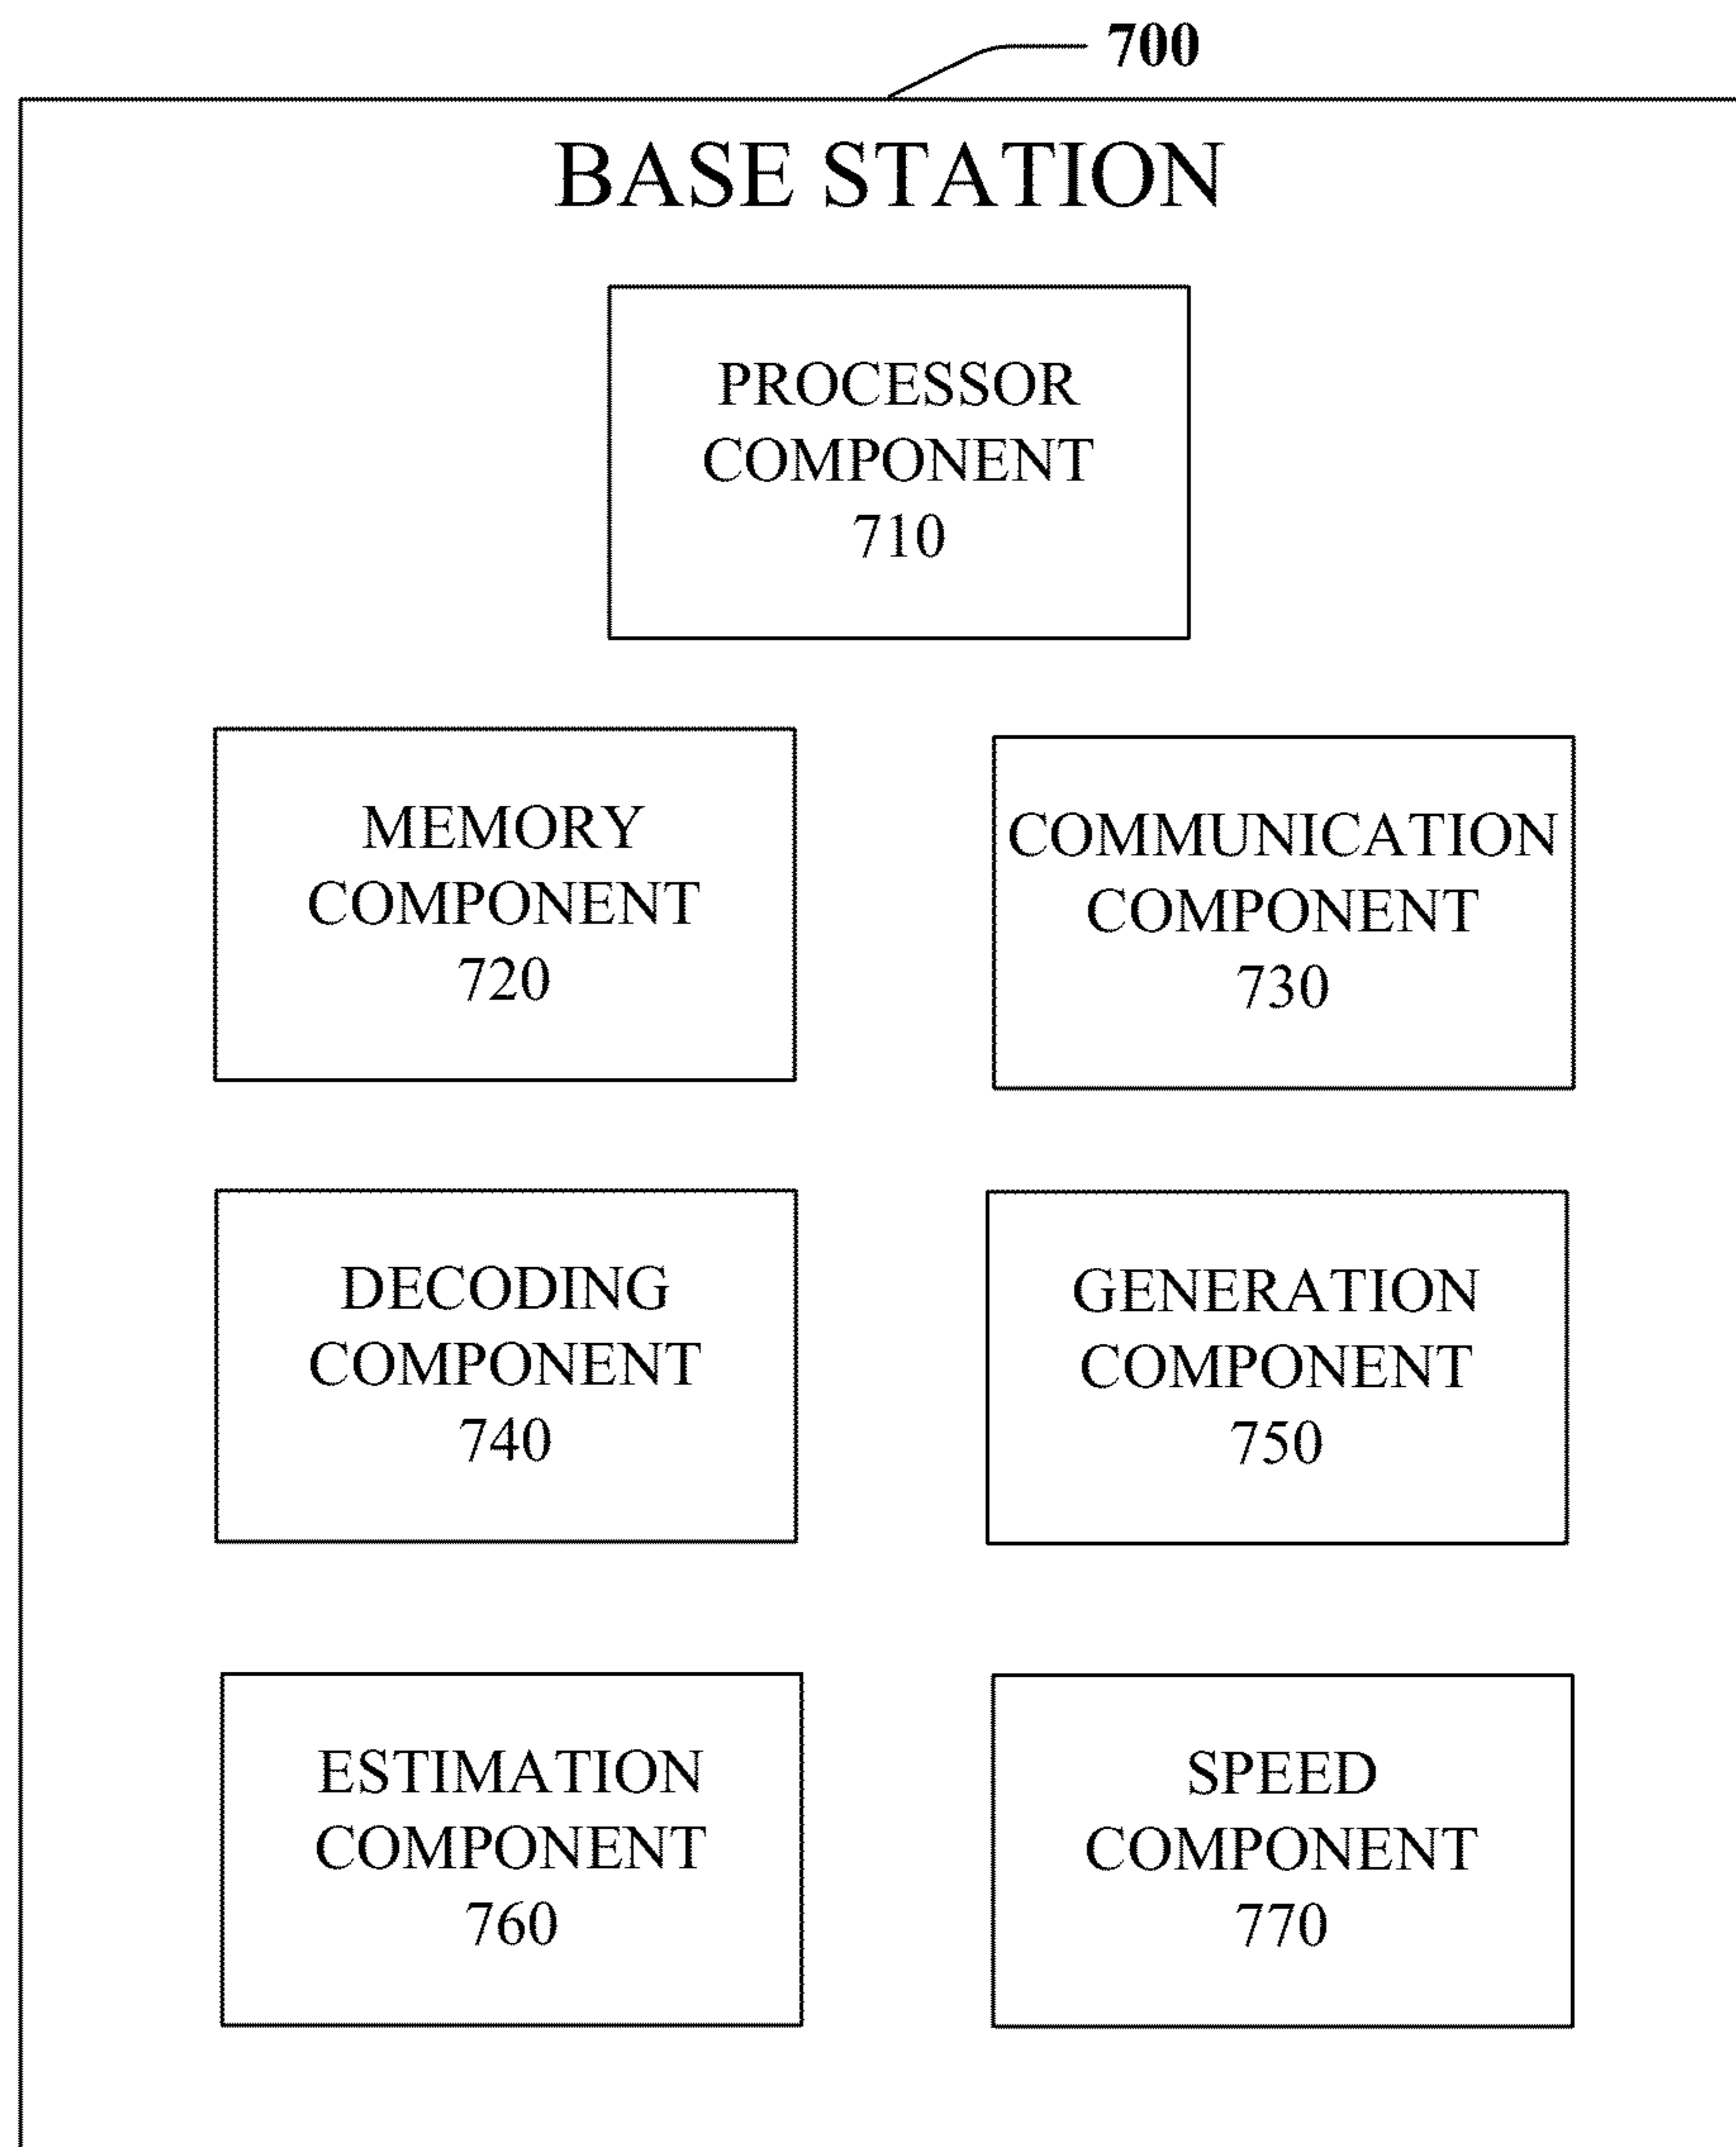 700
BASE STATION
PROCESSOR
COMPONENT
710
MEMORY
COMPONENT
720
COMMUNICATION
COMPONENT
730
DECODING
COMPONENT
740
GENERATION
COMPONENT
750
ESTIMATION
COMPONENT
760
SPEED
COMPONENT
770